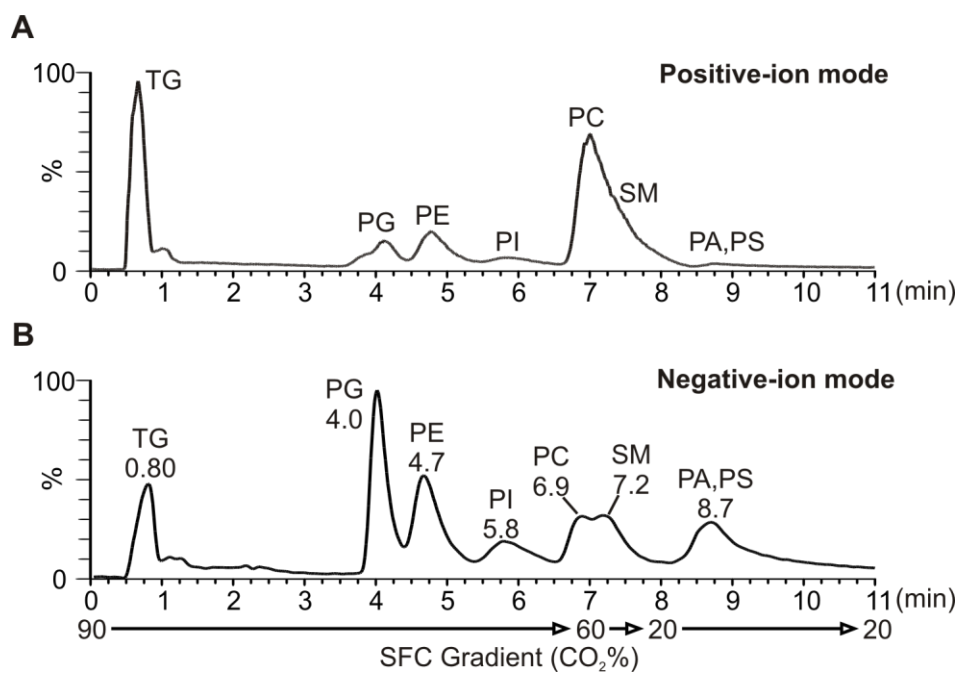 A
Positive-ion mode
100
TG
%
PG
PE
PI
PC
SM
PA,PS
0
0 1 2 3 4 5 6 7 8 9 10 11 (min)
B
Negative-ion mode
100
TG
0.80
%
PG
4.0
PE
4.7
PI
5.8
PC
6.9
SM
7.2
PA,PS
8.7
0
0 1 2 3 4 5 6 7 8 9 10 11 (min)
90 60 20 20
SFC Gradient (CO₂%)